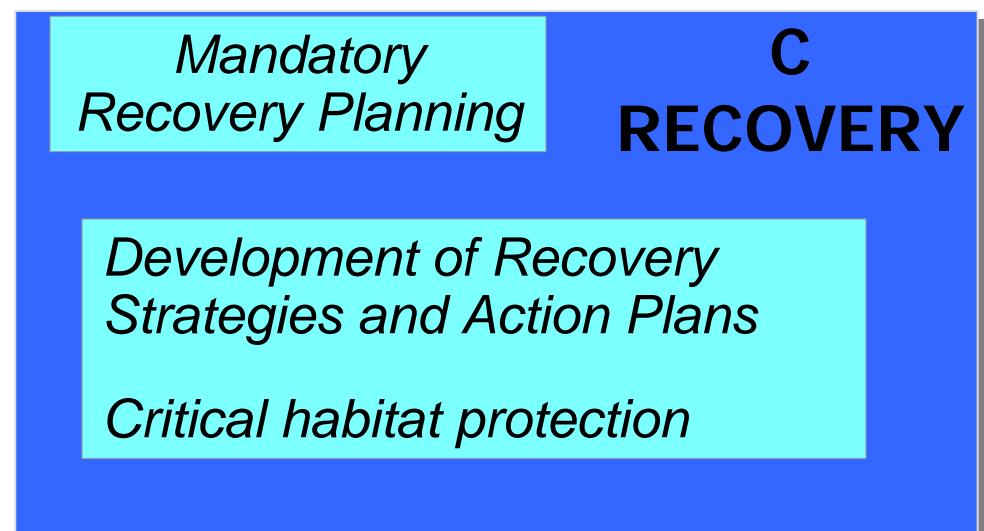 Mandatory
Recovery Planning
C
RECOVERY
Development of Recovery
Strategies and Action Plans
Critical habitat protection